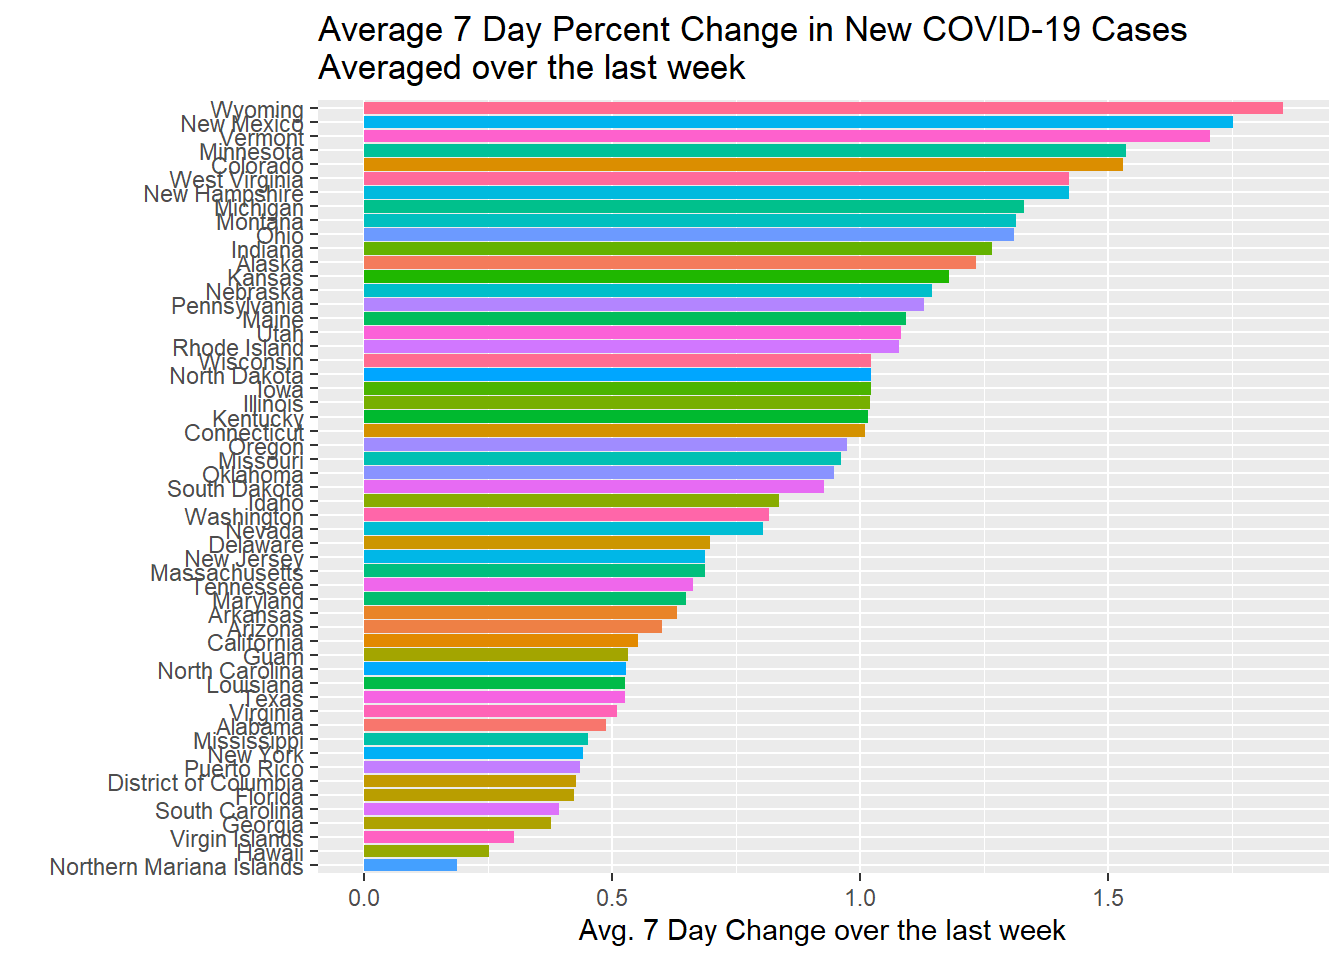 Average 7 Day Percent Change in New COVID-19 Cases
Averaged over the last week
Wyoming
New Mexico
Vermont
Minnesota
Colorado
West Virginia
New Hampshire
Michigan
Montana
Ohio
Indiana
Alaska
Kansas
Nebraska
Pennsylvania
Maine
Utah
Rhode Island
Wisconsin
North Dakota
Iowa
Illinois
Kentucky
Connecticut
Oregon
Missouri
Oklahoma
South Dakota
Idaho
Washington
Nevada
Delaware
New Jersey
Massachusetts
Tennessee
Maryland
Arkansas
Arizona
California
Guam
North Carolina
Louisiana
Texas
Virginia
Alabama
Mississippi
New York
Puerto Rico
District of Columbia
Florida
South Carolina
Georgia
Virgin Islands
Hawaii
Northern Mariana Islands
0.0 0.5 1.0 1.5
Avg. 7 Day Change over the last week